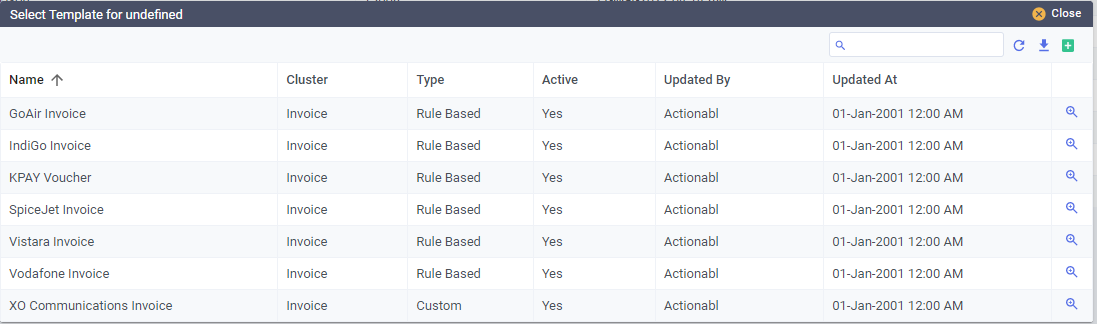 Select Template for undefined Close
Name Cluster Type Active Updated By Updated At
GoAir Invoice Invoice Rule Based Yes Actionabl 01-Jan-2001 12:00 AM
IndiGo Invoice Invoice Rule Based Yes Actionabl 01-Jan-2001 12:00 AM
KPAY Voucher Invoice Rule Based Yes Actionabl 01-Jan-2001 12:00 AM
SpiceJet Invoice Invoice Rule Based Yes Actionabl 01-Jan-2001 12:00 AM
Vistara Invoice Invoice Rule Based Yes Actionabl 01-Jan-2001 12:00 AM
Vodafone Invoice Invoice Rule Based Yes Actionabl 01-Jan-2001 12:00 AM
XO Communications Invoice Invoice Custom Yes Actionabl 01-Jan-2001 12:00 AM